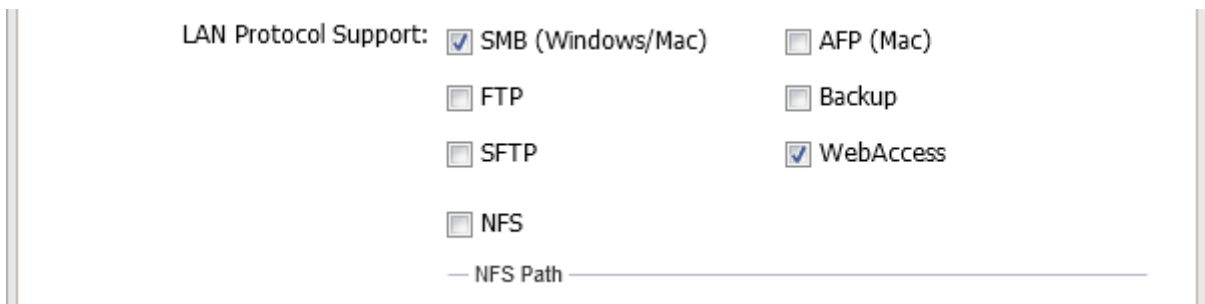 LAN Protocol Support: SMB (Windows/Mac) AFP (Mac)
FTP Backup
SFTP WebAccess
NFS
NFS Path